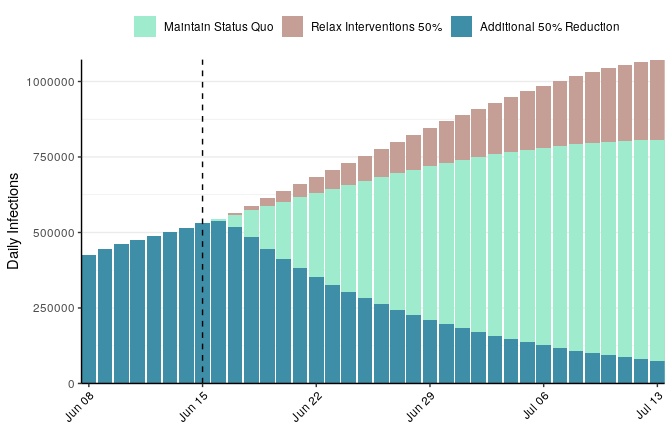 Maintain Status Quo Relax Interventions 50% Additional 50% Reduction
Daily Infections
1000000
750000
500000
250000
0
Jun 08 Jun 15 Jun 22 Jun 29 Jul 06 Jul 13